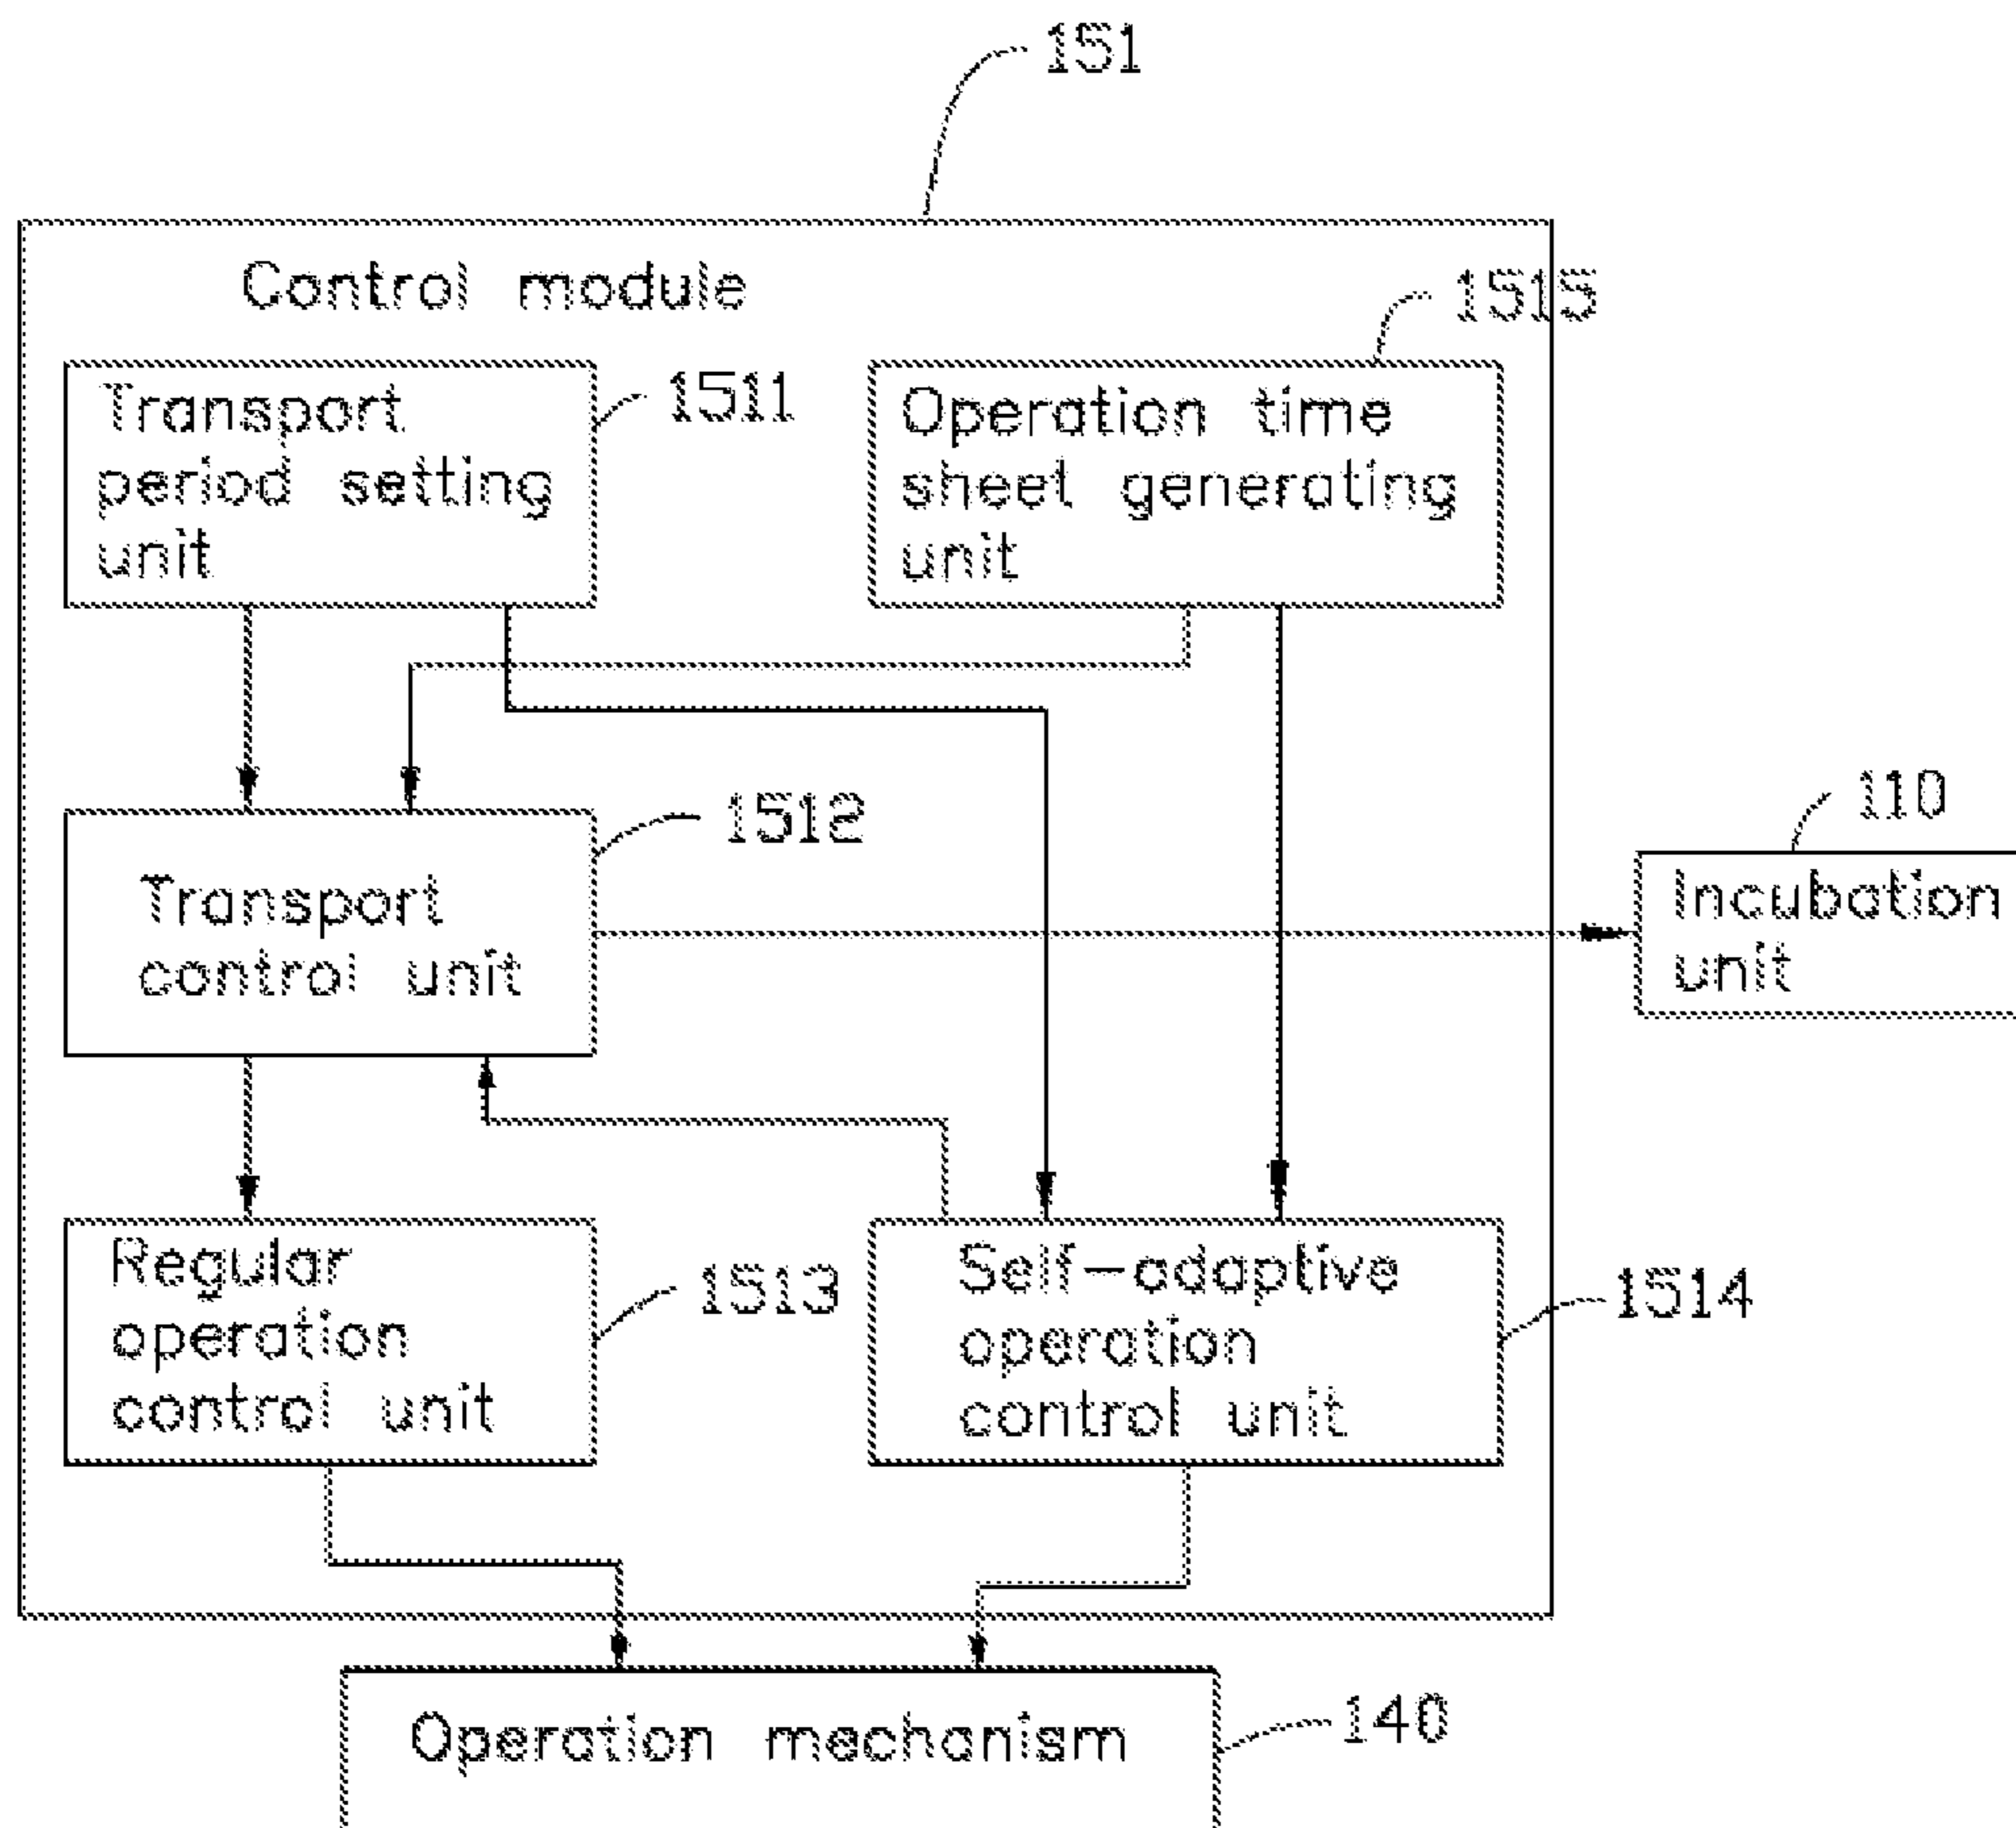 151
Control module
1515
Transport
period setting
unit
1511
Operation time
sheet generating
unit
1512
110
Transport
control unit
Incubation
unit
Regular
operation
control unit
1513
Self-adaptive
operation
control unit
1514
Operation mechanism
140